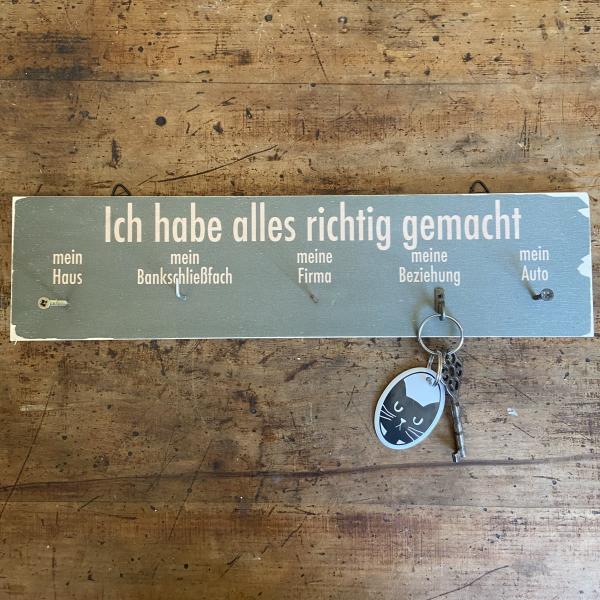 Ich habe alles richtig gemacht
mein
Haus
mein
Bankschließfach
meine
Firma
meine
Beziehung
mein
Auto